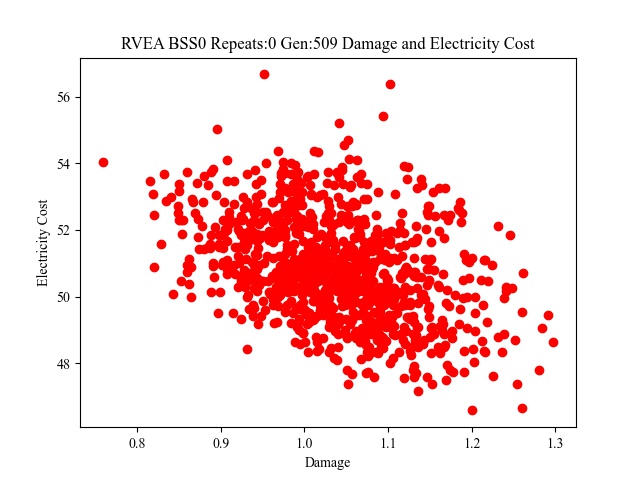 RVEA BSS0 Repeats:0 Gen:509 Damage and Electricity Cost
56
54
52
50
48
Electricity Cost
0.8 0.9 1.0 1.1 1.2 1.3
Damage